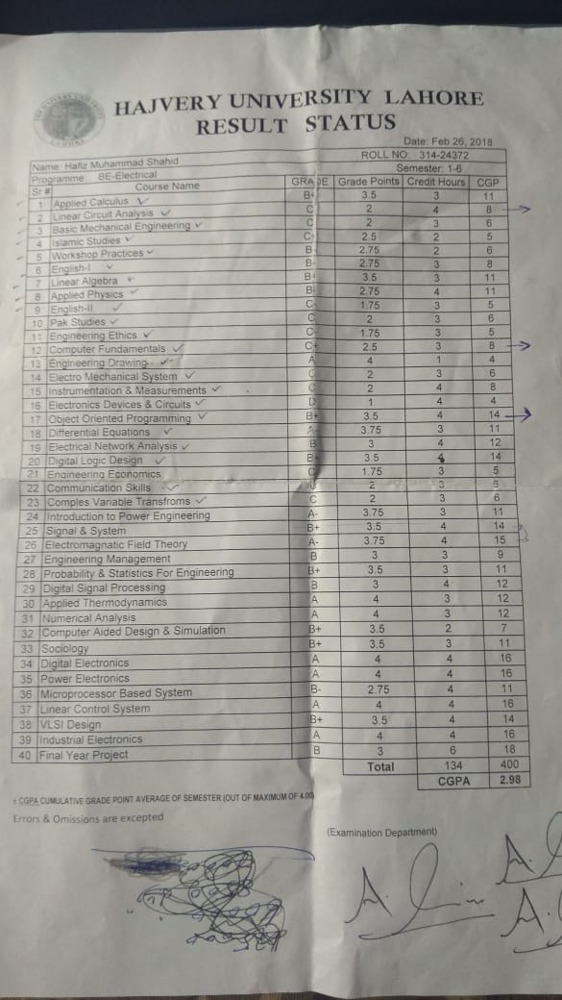 HAJVERY UNIVERSITY LAHORE
RESULT STATUS
Date: Feb 26, 2018
Name: Hafiz Muhammad Shahid ROLL NO: 314-24372
Programme: BE-Electrical Semester: 1-6
Sr # Course Name GRADE Grade Points Credit Hours CGP
1 Applied Calculus B+ 3.5 3 11
2 Linear Circuit Analysis C 2 4 8
3 Basic Mechanical Engineering C 2 3 6
4 Islamic Studies C+ 2.5 2 5
5 Workshop Practices B- 2.75 2 6
6 English-I B- 2.75 3 8
7 Linear Algebra B+ 3.5 3 11
8 Applied Physics B- 2.75 4 11
9 English-II C- 1.75 3 5
10 Pak Studies C 2 3 6
11 Engineering Ethics C- 1.75 3 5
12 Computer Fundamentals C+ 2.5 3 8
13 Engineering Drawing A 4 1 4
14 Electro Mechanical System C 2 3 6
15 Instrumentation & Measurements C 2 4 8
16 Electronics Devices & Circuits D 1 4 4
17 Object Oriented Programming B+ 3.5 4 14
18 Differential Equations A- 3.75 3 11
19 Electrical Network Analysis B 3 4 12
20 Digital Logic Design B+ 3.5 4 14
21 Engineering Economics C- 1.75 3 5
22 Communication Skills C 2 3 6
23 Comples Variable Transfroms C 2 3 6
24 Introduction to Power Engineering A- 3.75 3 11
25 Signal & System B+ 3.5 4 14
26 Electromagnetic Field Theory A- 3.75 4 15
27 Engineering Management B 3 3 9
28 Probability & Statistics For Engineering B+ 3.5 3 11
29 Digital Signal Processing B 3 4 12
30 Applied Thermodynamics A 4 3 12
31 Numerical Analysis A 4 3 12
32 Computer Aided Design & Simulation B+ 3.5 2 7
33 Sociology B+ 3.5 3 11
34 Digital Electronics A 4 4 16
35 Power Electronics A 4 4 16
36 Microprocessor Based System B- 2.75 4 11
37 Linear Control System A 4 4 16
38 VLSI Design B+ 3.5 4 14
39 Industrial Electronics A 4 4 16
40 Final Year Project B 3 6 18
Total 134 400
CGPA 2.98
CGPA CUMULATIVE GRADE POINT AVERAGE OF SEMESTER (OUT OF MAXIMUM OF 4.00)
Errors & Omissions are excepted
(Examination Department)